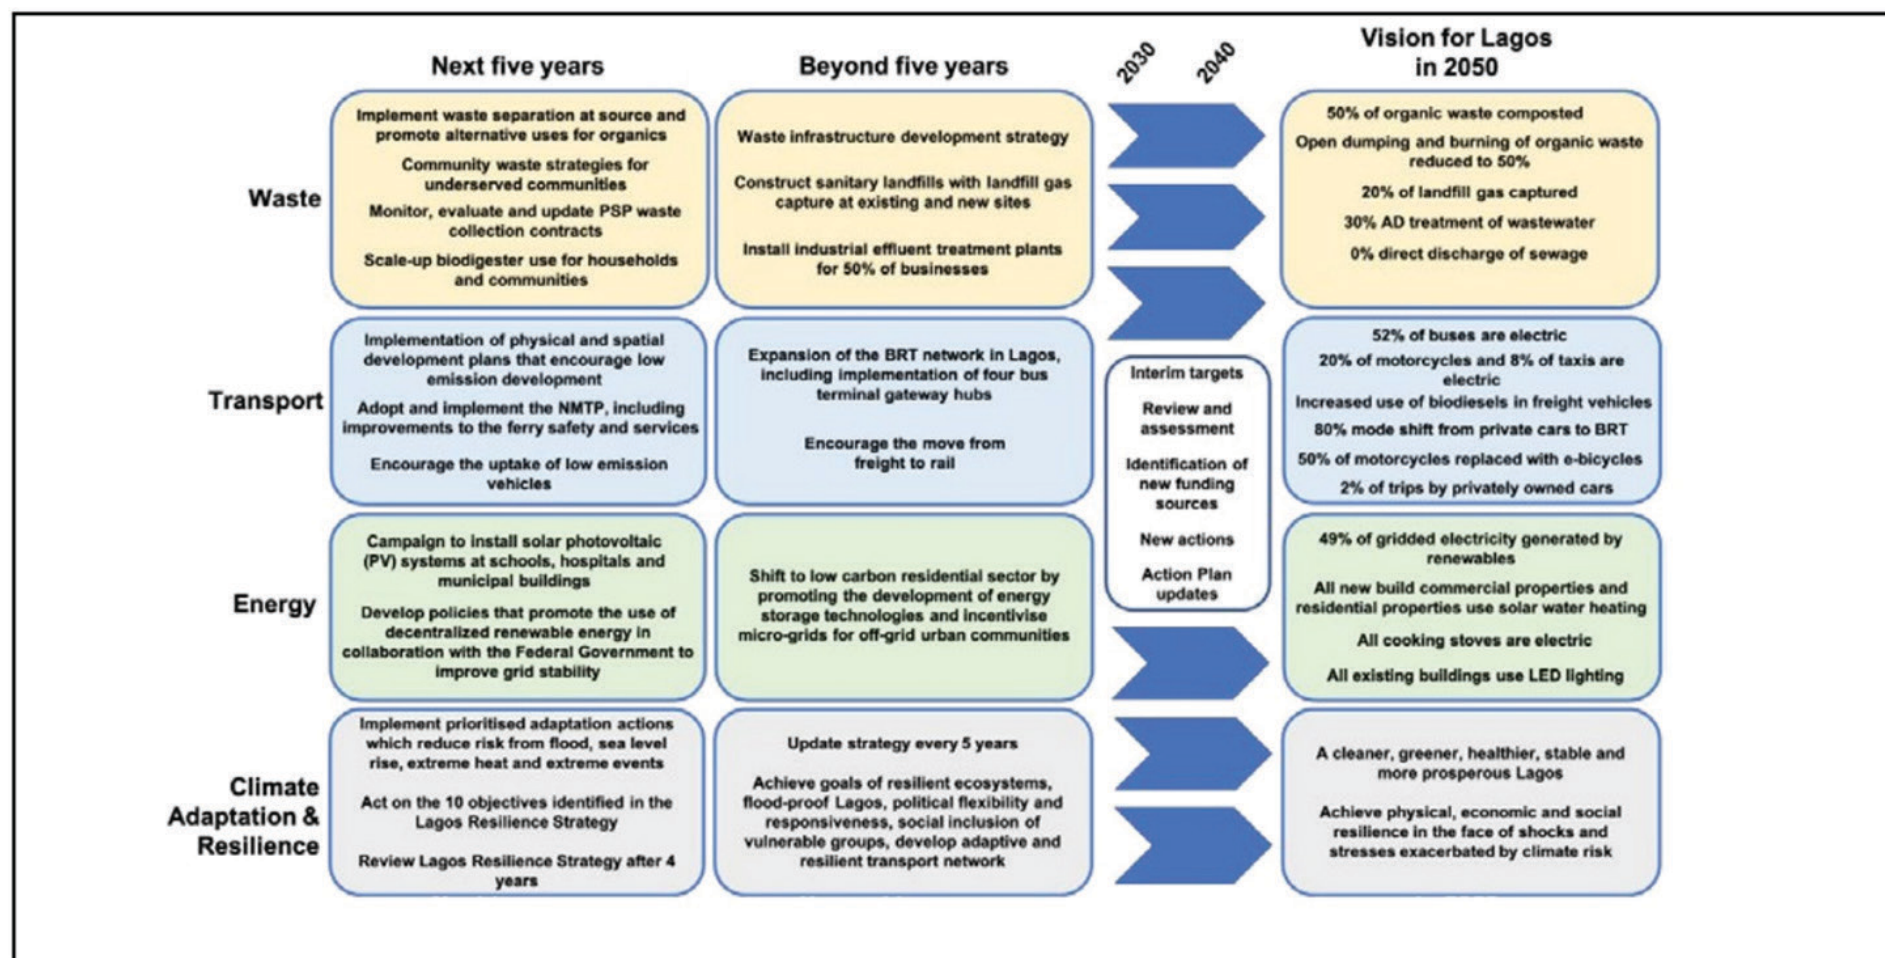 Next five years
Beyond five years
2030
2040
Vision for Lagos
in 2050
Waste
Implement waste separation at source and
promote alternative uses for organics
Community waste strategies for
underserved communities
Monitor, evaluate and update PSP waste
collection contracts
Scale-up biodigester use for households
and communities
Waste infrastructure development strategy
Construct sanitary landfills with landfill gas
capture at existing and new sites
Install industrial effluent treatment plants
for 50% of businesses
50% of organic waste composted
Open dumping and burning of organic waste
reduced to 50%
20% of landfill gas captured
30% AD treatment of wastewater
0% direct discharge of sewage
Transport
Implementation of physical and spatial
development plans that encourage low
emission development
Adopt and implement the NMTP, including
improvements to the ferry safety and services
Encourage the uptake of low emission
vehicles
Expansion of the BRT network in Lagos,
including implementation of four bus
terminal gateway hubs
Encourage the move from
freight to rail
Interim targets
Review and
assessment
Identification of
new funding
sources
New actions
Action Plan
updates
52% of buses are electric
20% of motorcycles and 8% of taxis are
electric
Increased use of biodiesels in freight vehicles
80% mode shift from private cars to BRT
50% of motorcycles replaced with e-bicycles
2% of trips by privately owned cars
Energy
Campaign to install solar photovoltaic
(PV) systems at schools, hospitals and
municipal buildings
Develop policies that promote the use of
decentralized renewable energy in
collaboration with the Federal Government to
improve grid stability
Shift to low carbon residential sector by
promoting the development of energy
storage technologies and incentivise
micro-grids for off-grid urban communities
49% of gridded electricity generated by
renewables
All new build commercial properties and
residential properties use solar water heating
All cooking stoves are electric
All existing buildings use LED lighting
Climate
Adaptation &
Resilience
Implement prioritised adaptation actions
which reduce risk from flood, sea level
rise, extreme heat and extreme events
Act on the 10 objectives identified in the
Lagos Resilience Strategy
Review Lagos Resilience Strategy after 4
years
Update strategy every 5 years
Achieve goals of resilient ecosystems,
flood-proof Lagos, political flexibility and
responsiveness, social inclusion of
vulnerable groups, develop adaptive and
resilient transport network
A cleaner, greener, healthier, stable and
more prosperous Lagos
Achieve physical, economic and social
resilience in the face of shocks and
stresses exacerbated by climate risk